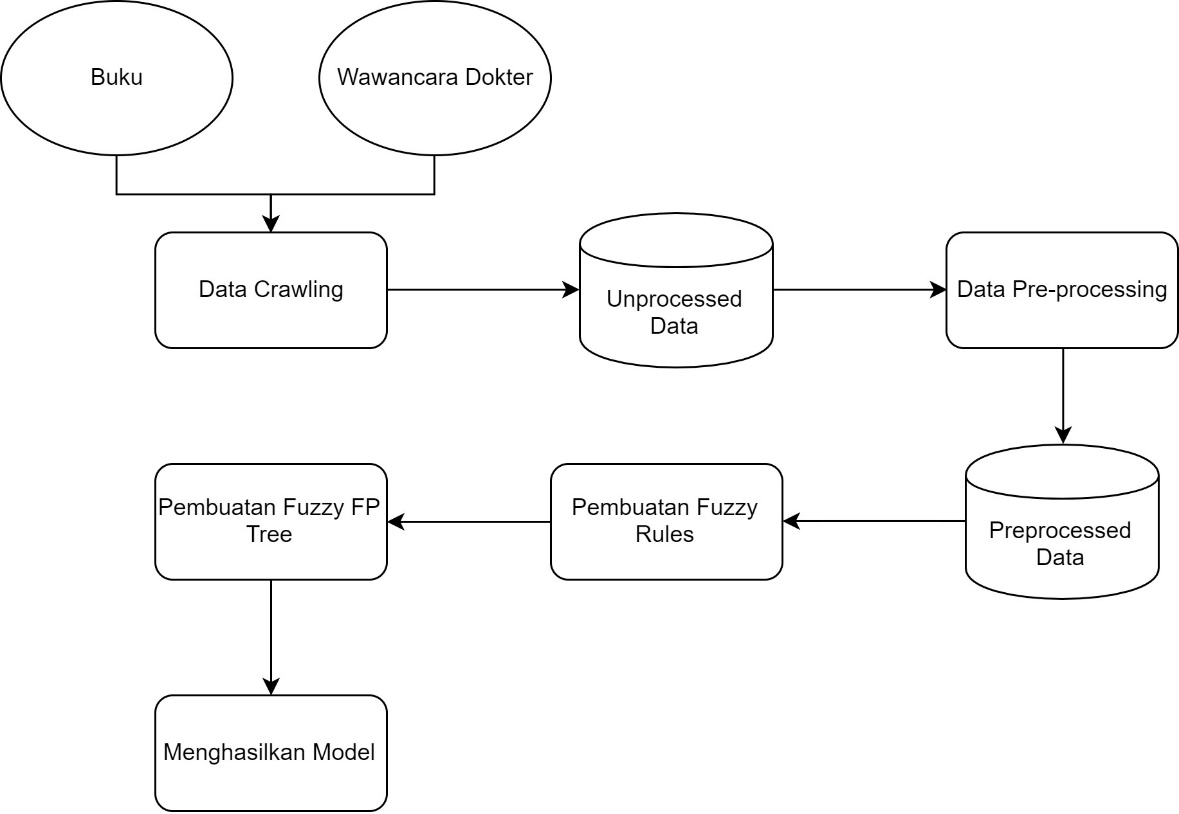 Buku
Wawancara Dokter
Data Crawling
Unprocessed
Data
Data Pre-processing
Pembuatan Fuzzy FP
Tree
Pembuatan Fuzzy
Rules
Preprocessed
Data
Menghasilkan Model